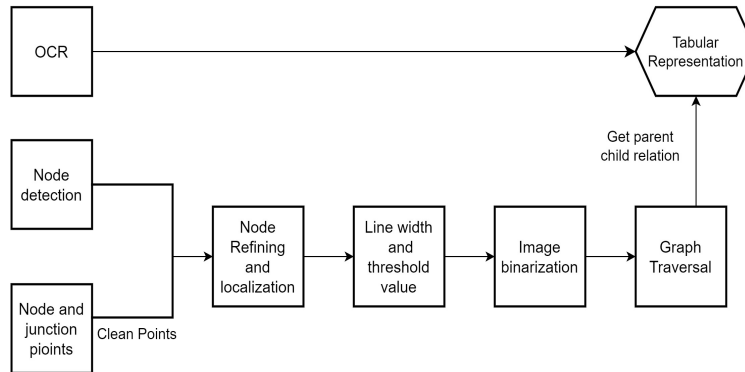 OCR
Tabular
Representation
Get parent
child relation
Node
detection
Node
Refining
and
localization
Line width
and
threshold
value
Image
binarization
Graph
Traversal
Node and
junction
pioints
Clean Points